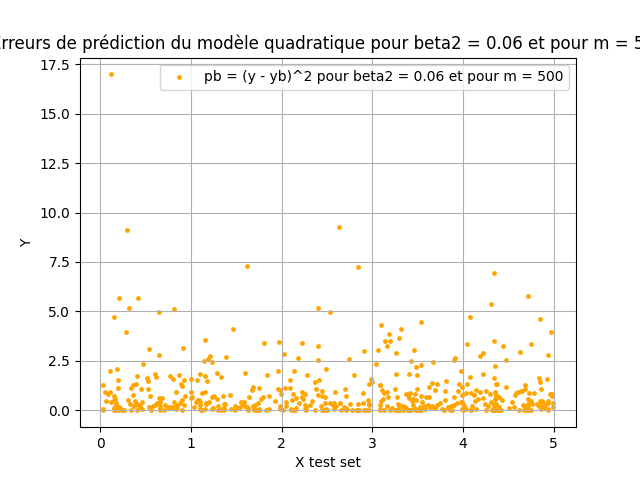 rreurs de prédiction du modèle quadratique pour beta2 = 0.06 et pour m = 5
pb = (y - yb)^2 pour beta2 = 0.06 et pour m = 500
17.5
15.0
12.5
10.0
7.5
5.0
2.5
0.0
Y
0 1 2 3 4 5
X test set